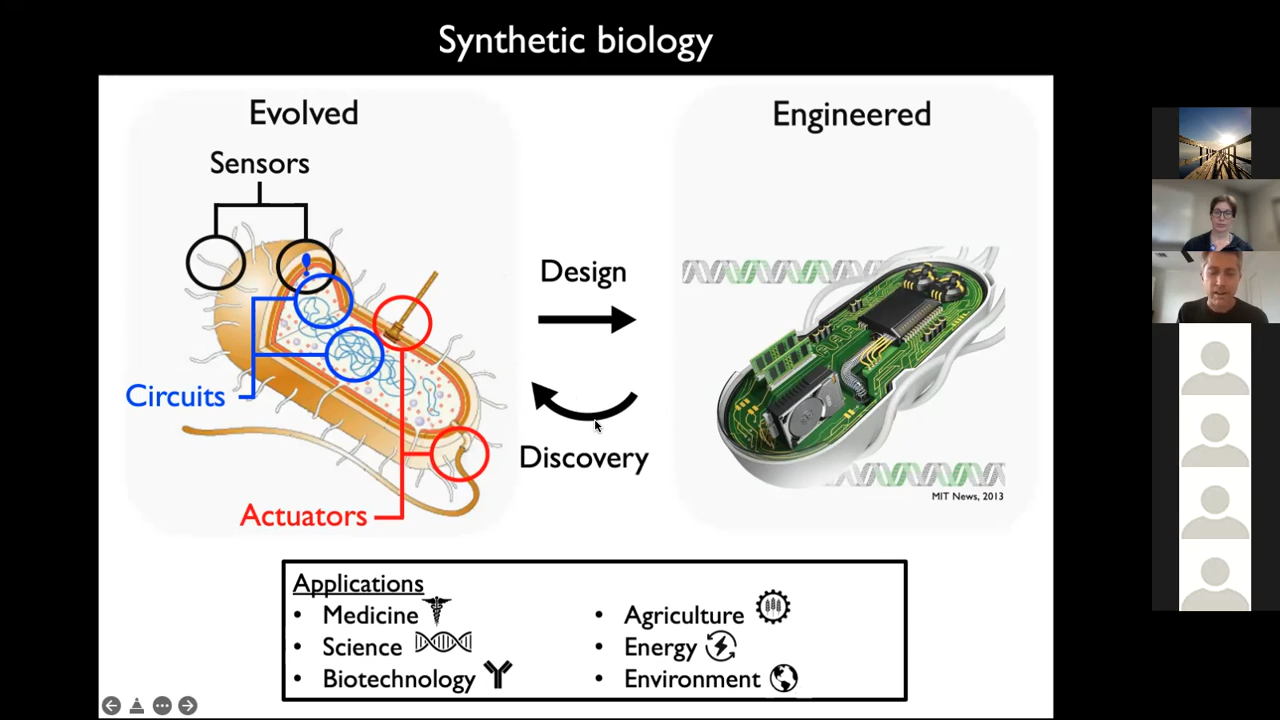 Synthetic biology
Evolved
Engineered
Sensors
Design
Circuits
Discovery
MIT News, 2013
Actuators
Applications
• Medicine
• Science
• Biotechnology
• Agriculture
• Energy
• Environment